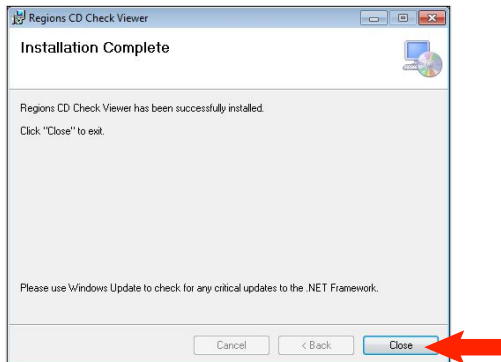 Regions CD Check Viewer
Installation Complete
Regions CD Check Viewer has been successfully installed.
Click "Close" to exit.
Please use Windows Update to check for any critical updates to the .NET Framework.
Cancel
< Back
Close